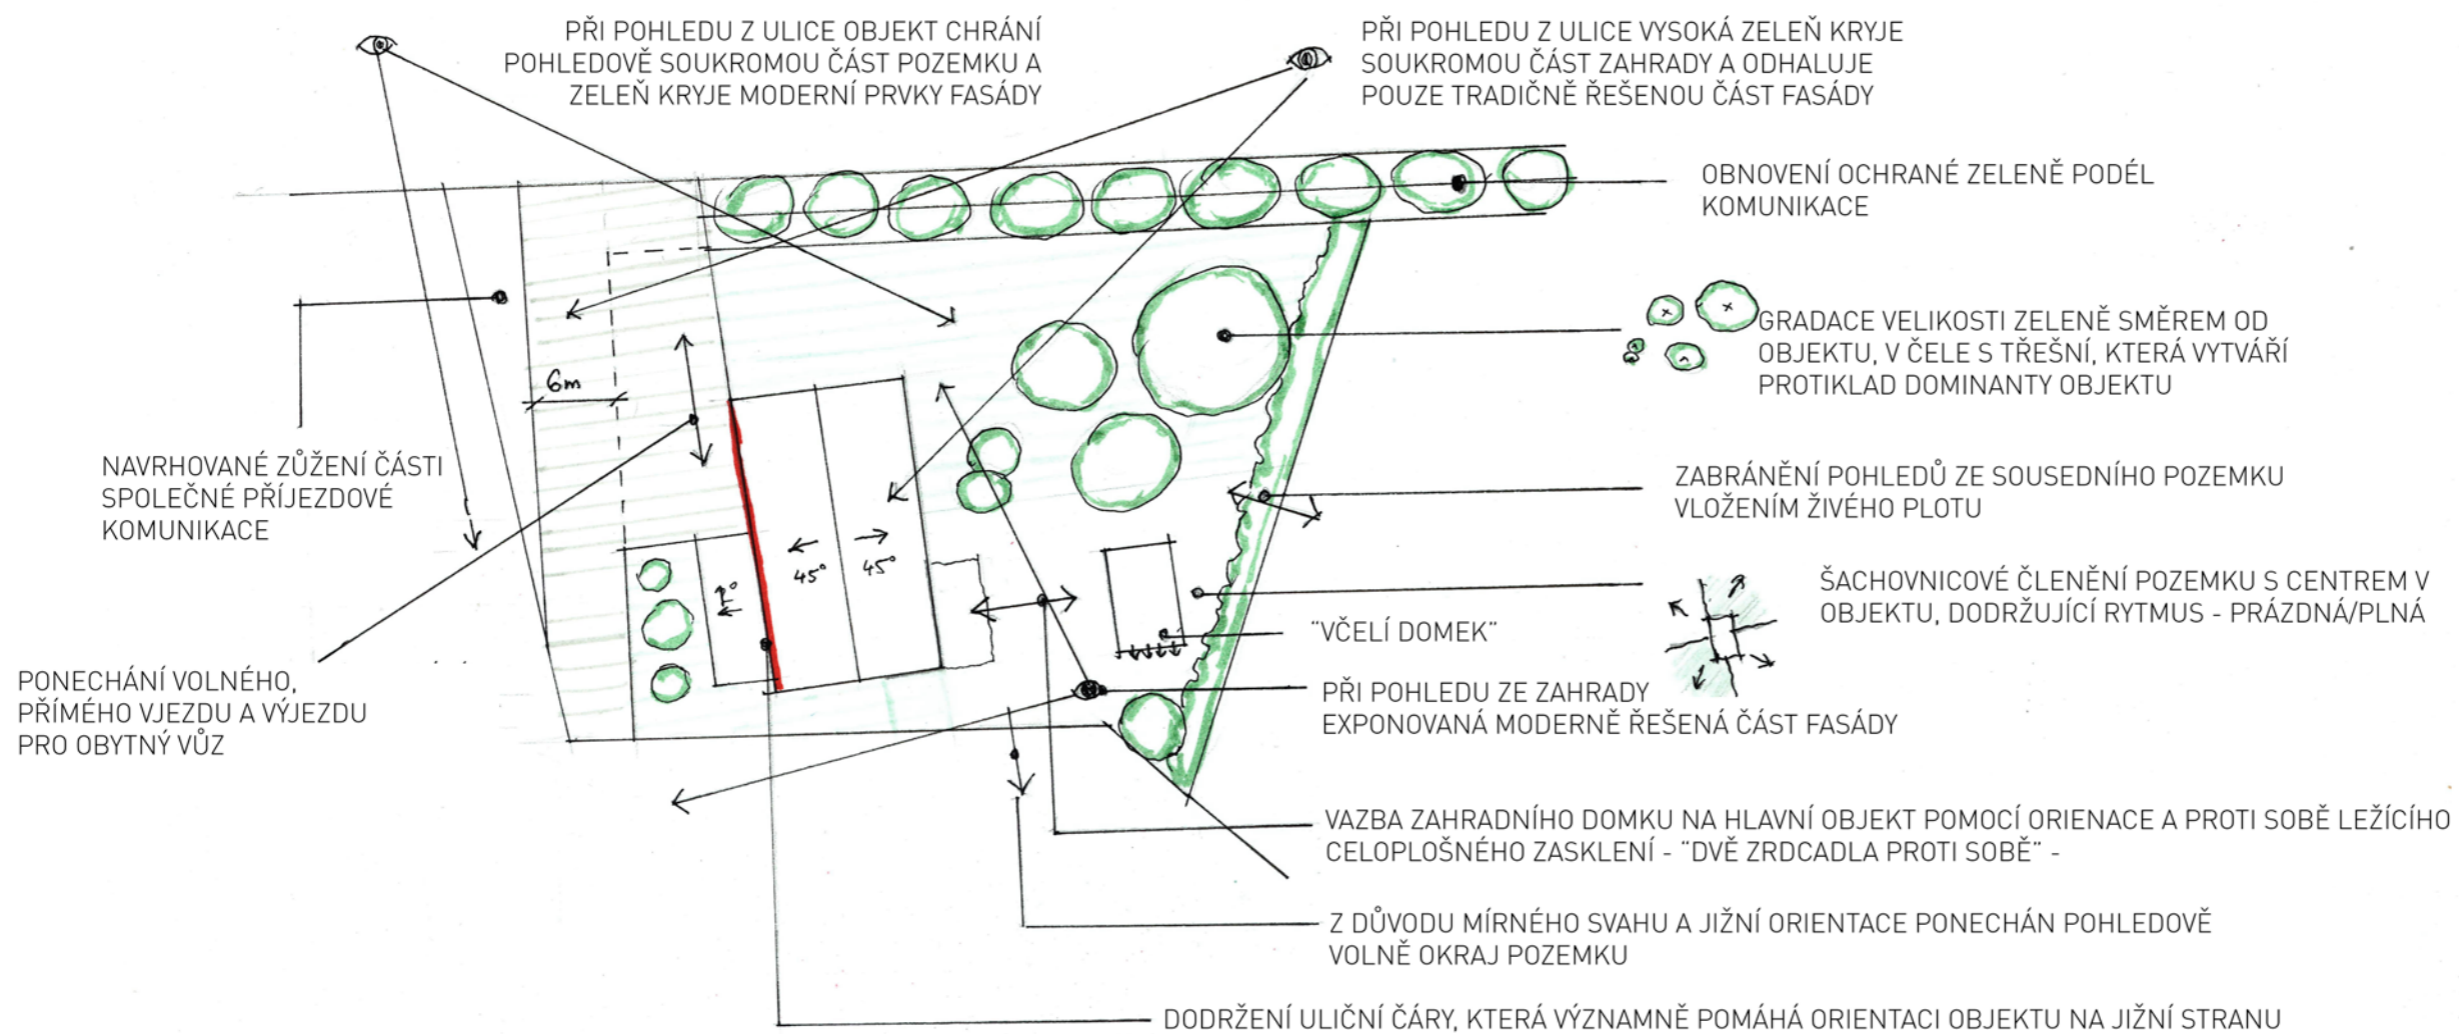 PŘI POHLEDU Z ULICE OBJEKT CHRÁNÍ
POHLEDOVĚ SOUKROMOU ČÁST POZEMKU A
ZELEŇ KRYJE MODERNÍ PRVKY FASÁDY
PŘI POHLEDU Z ULICE VYSOKÁ ZELEŇ KRYJE
SOUKROMOU ČÁST ZAHRADY A ODHALUJE
POUZE TRADIČNĚ ŘEŠENOU ČÁST FASÁDY
OBNOVENÍ OCHRANÉ ZELENĚ PODÉL
KOMUNIKACE
GRADACE VELIKOSTI ZELENĚ SMĚREM OD
OBJEKTU, V ČELE S TŘEŠNÍ, KTERÁ VYTVÁŘÍ
PROTIKLAD DOMINANTY OBJEKTU
6m
NAVRHOVANÉ ZŮŽENÍ ČÁSTI
SPOLEČNÉ PŘÍJEZDOVÉ
KOMUNIKACE
ZABRÁNĚNÍ POHLEDŮ ZE SOUSEDNÍHO POZEMKU
VLOŽENÍM ŽIVÉHO PLOTU
45°
45°
ŠACHOVNICOVÉ ČLENĚNÍ POZEMKU S CENTREM V
OBJEKTU, DODRŽUJÍCÍ RYTMUS - PRÁZDNÁ/PLNÁ
"VČELÍ DOMEK"
PONECHÁNÍ VOLNÉHO,
PŘÍMÉHO VJEZDU A VÝJEZDU
PRO OBYTNÝ VŮZ
PŘI POHLEDU ZE ZAHRADY
EXPONOVANÁ MODERNĚ ŘEŠENÁ ČÁST FASÁDY
VAZBA ZAHRADNÍHO DOMKU NA HLAVNÍ OBJEKT POMOCÍ ORIENACE A PROTI SOBĚ LEŽÍCÍHO
CELOPLOŠNÉHO ZASKLENÍ - "DVĚ ZRDCADLA PROTI SOBĚ" -
Z DŮVODU MÍRNÉHO SVAHU A JIŽNÍ ORIENTACE PONECHÁN POHLEDOVĚ
VOLNĚ OKRAJ POZEMKU
DODRŽENÍ ULIČNÍ ČÁRY, KTERÁ VÝZNAMNĚ POMÁHÁ ORIENTACI OBJEKTU NA JIŽNÍ STRANU